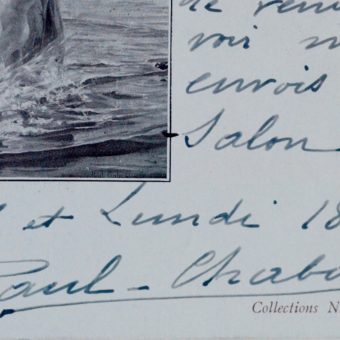 de venir
voir
envois
Salon
et Lundi 18
Paul-Chabas
Collections N